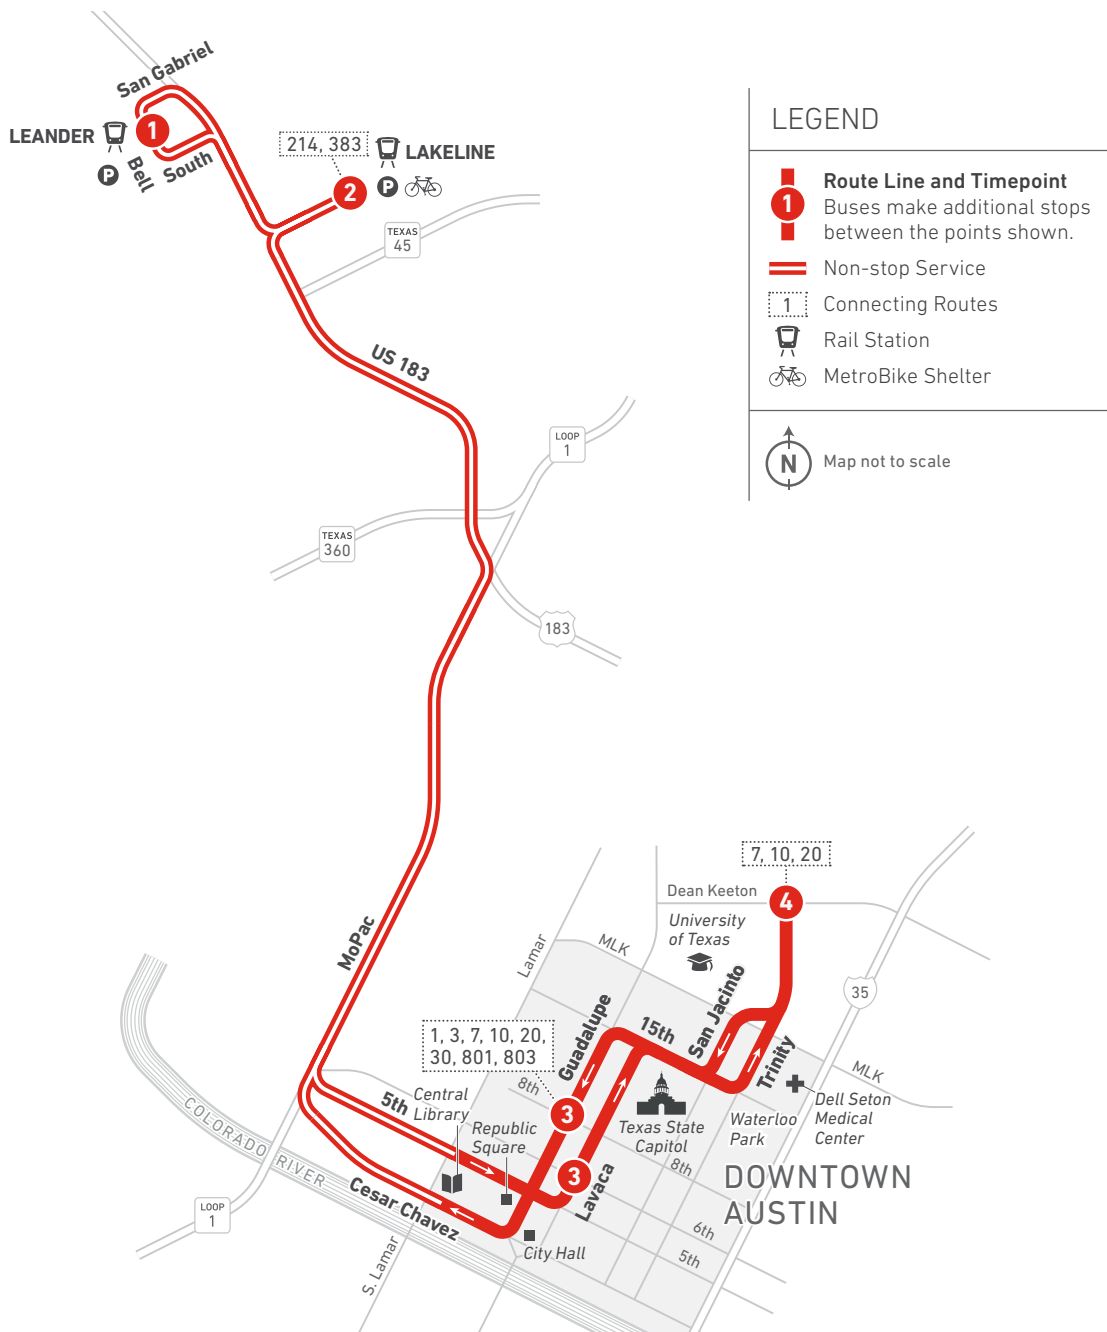 San Gabriel
LEANDER
1
Bell
South
P
214, 383
LAKELINE
2
P
TEXAS
45
US 183
LOOP
1
TEXAS
360
183
MoPac
LEGEND
1
Route Line and Timepoint
Buses make additional stops
between the points shown.
Non-stop Service
1
Connecting Routes
Rail Station
MetroBike Shelter
N
Map not to scale
7, 10, 20
Dean Keeton
4
University
of Texas
Lamar
MLK
35
San Jacinto
Guadalupe
15th
Trinity
1, 3, 7, 10, 20,
30, 801, 803
8th
MLK
5th
Central
Library
3
Republic
Square
Texas State
Capitol
Waterloo
Park
Dell Seton
Medical
Center
8th
3
Lavaca
DOWNTOWN
AUSTIN
COLORADO RIVER
LOOP
1
Cesar Chavez
6th
5th
City Hall
S. Lamar